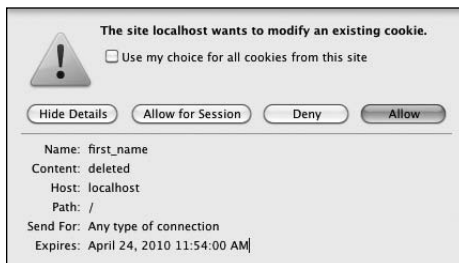 The site localhost wants to modify an existing cookie.
Use my choice for all cookies from this site
Hide Details Allow for Session Deny Allow
Name: first_name
Content: deleted
Host: localhost
Path: /
Send For: Any type of connection
Expires: April 24, 2010 11:54:00 AM